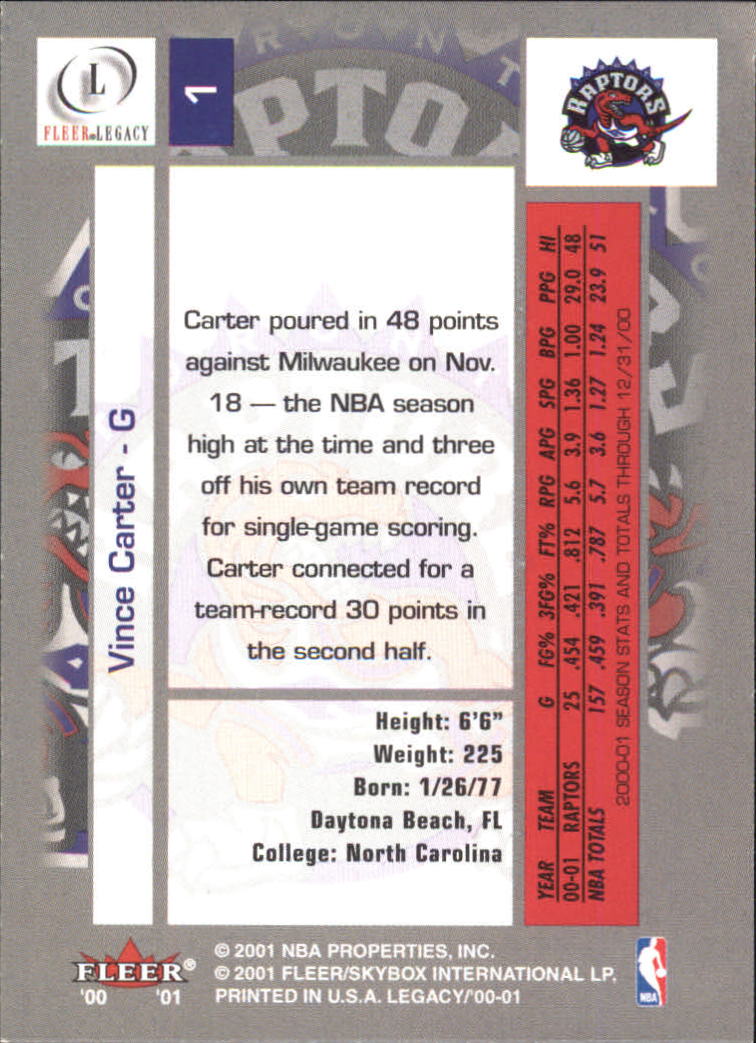 L
FLEER LEGACY
1
RONT
RAPTO
RAPTORS
Vince Carter - G
Carter poured in 48 points
against Milwaukee on Nov.
18 — the NBA season
high at the time and three
off his own team record
for single-game scoring.
Carter connected for a
team-record 30 points in
the second half.
Height: 6'6"
Weight: 225
Born: 1/26/77
Daytona Beach, FL
College: North Carolina
YEAR TEAM G FG% 3FG% FT% RPG APG SPG BPG PPG HI
00-01 RAPTORS 25 .454 .421 .812 5.6 3.9 1.36 1.00 29.0 48
NBA TOTALS 157 .459 .391 .787 5.7 3.6 1.27 1.24 23.9 51
2000-01 SEASON STATS AND TOTALS THROUGH 12/31/00
FLEER®
'00 '01
© 2001 NBA PROPERTIES, INC.
© 2001 FLEER/SKYBOX INTERNATIONAL LP.
PRINTED IN U.S.A. LEGACY/'00-01
NBA